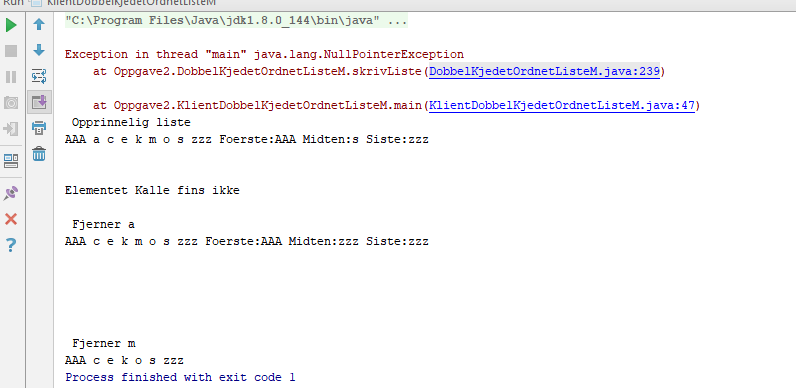 Run KlientDobbelKjedetOrdnetListeM
"C:\Program Files\Java\jdk1.8.0_144\bin\java" ...
Exception in thread "main" java.lang.NullPointerException
at Oppgave2.DobbelKjedetOrdnetListeM.skrivListe(DobbelKjedetOrdnetListeM.java:239)
at Oppgave2.KlientDobbelKjedetOrdnetListeM.main(KlientDobbelKjedetOrdnetListeM.java:47)
Opprinnelig liste
AAA a c e k m o s zzz Foerste:AAA Midten:s Siste:zzz
Elementet Kalle fins ikke
Fjerner a
AAA c e k m o s zzz Foerste:AAA Midten:zzz Siste:zzz
Fjerner m
AAA c e k o s zzz
Process finished with exit code 1